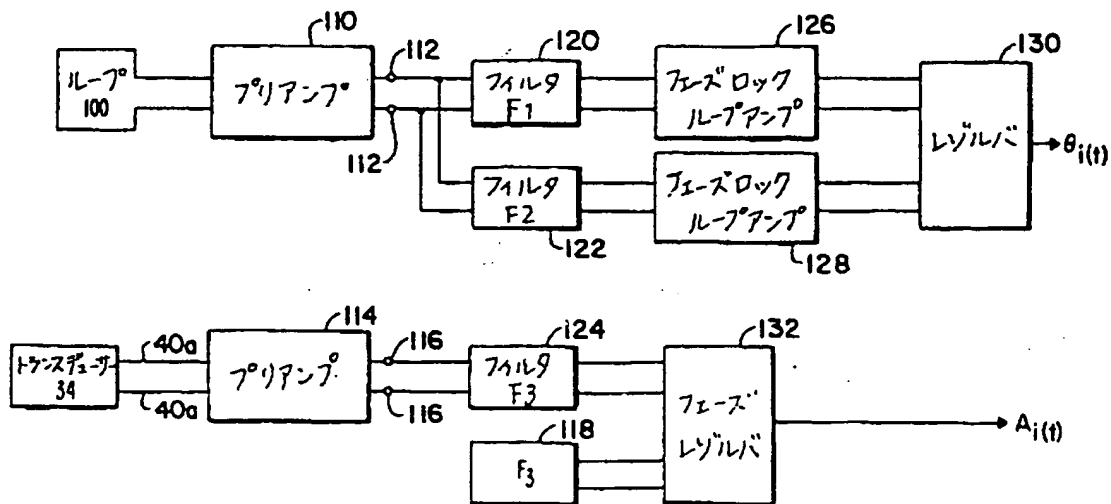 110
112
120
126
130
ループ
100
プリアンプ
フィルタ
F1
フェーズロック
ループアンプ
レゾルバ
θi(t)
112
フィルタ
F2
フェーズロック
ループアンプ
122
128
114
116
124
132
40a
トランスデューサー
34
プリアンプ
フィルタ
F3
フェーズ
レゾルバ
Ai(t)
40a
116
118
F3